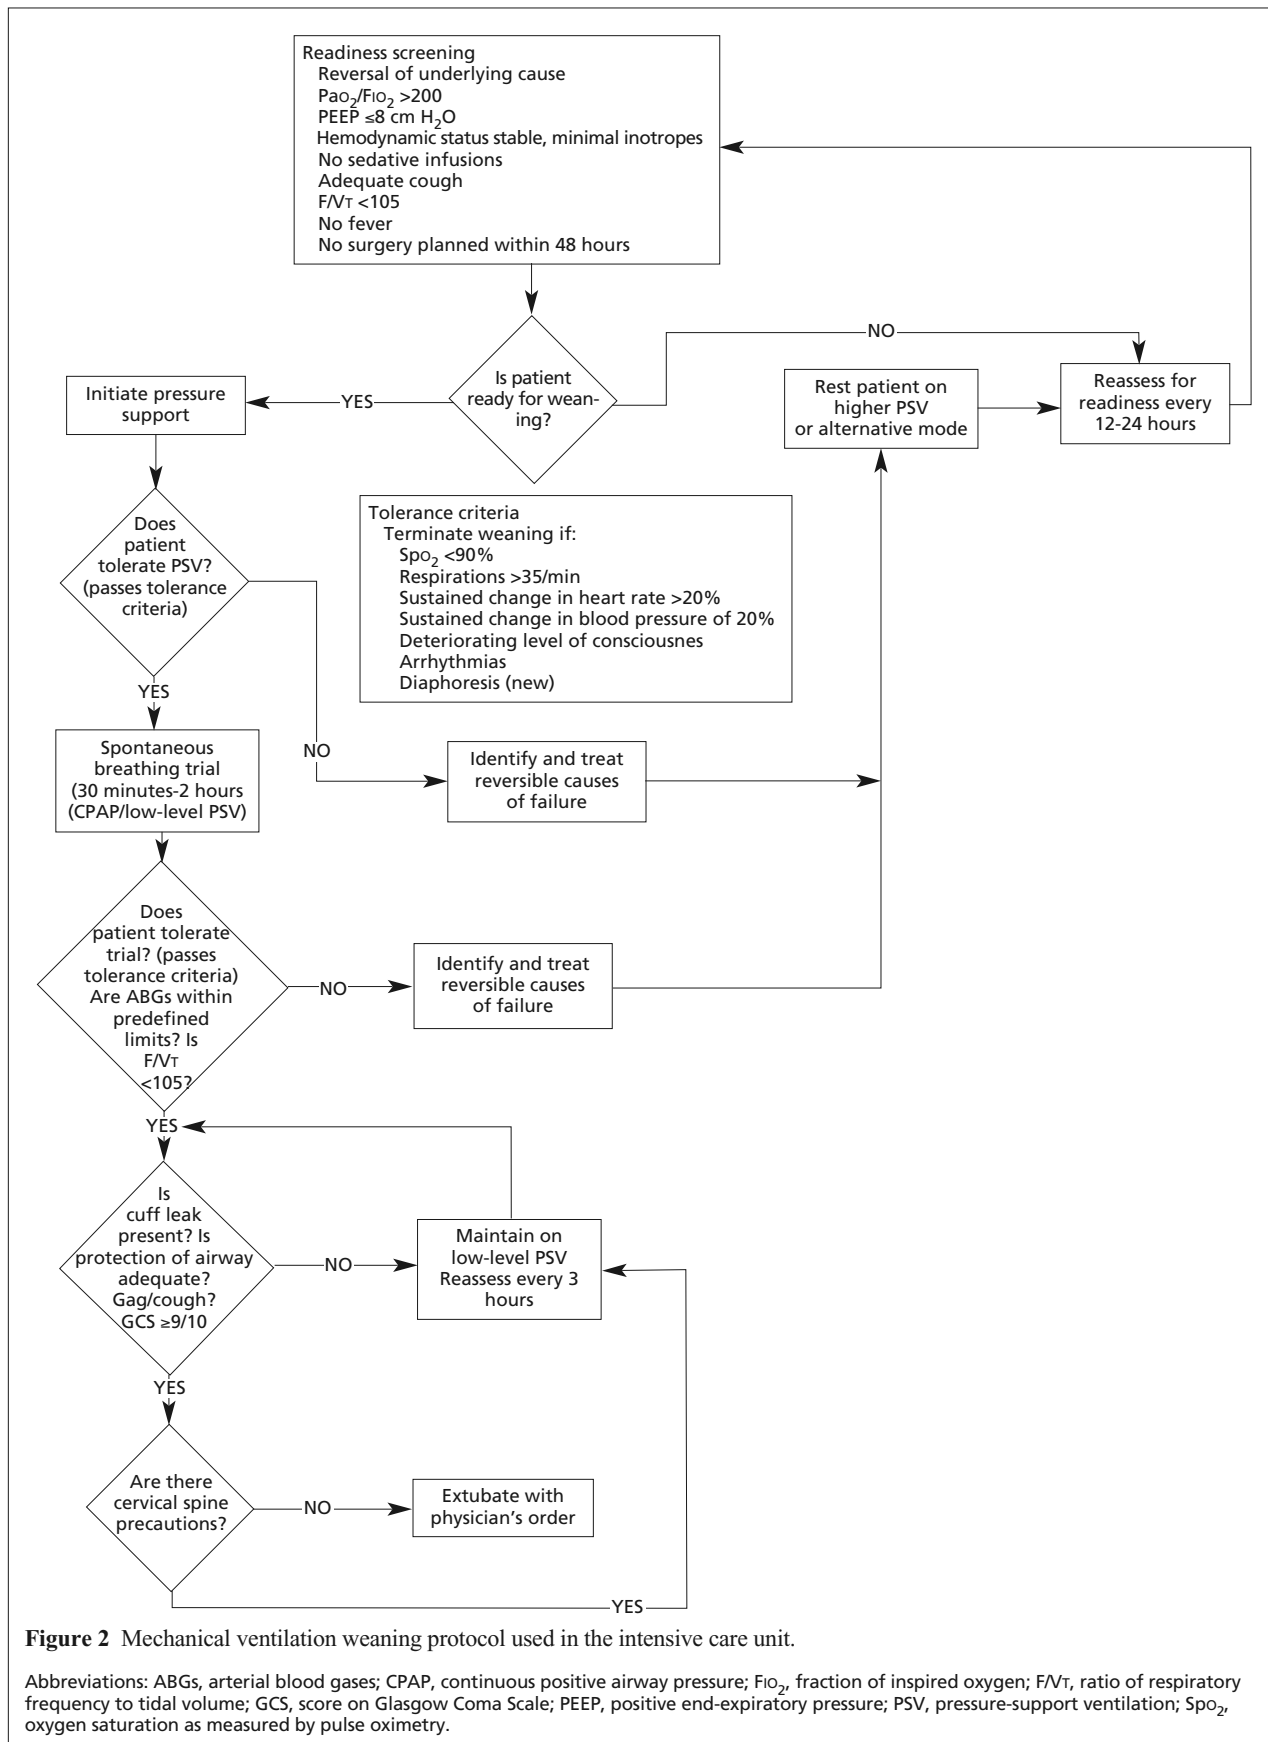 Readiness screening
Reversal of underlying cause
PaO₂/FIO₂ >200
PEEP ≤8 cm H₂O
Hemodynamic status stable, minimal inotropes
No sedative infusions
Adequate cough
F/VT <105
No fever
No surgery planned within 48 hours
Is patient
ready for wean-
ing?
YES
NO
Initiate pressure
support
Rest patient on
higher PSV
or alternative mode
Reassess for
readiness every
12-24 hours
Does
patient
tolerate PSV?
(passes tolerance
criteria)
Tolerance criteria
Terminate weaning if:
SpO₂ <90%
Respirations >35/min
Sustained change in heart rate >20%
Sustained change in blood pressure of 20%
Deteriorating level of consciousnes
Arrhythmias
Diaphoresis (new)
YES
NO
Spontaneous
breathing trial
(30 minutes-2 hours
(CPAP/low-level PSV)
Identify and treat
reversible causes
of failure
Does
patient tolerate
trial? (passes
tolerance criteria)
Are ABGs within
predefined
limits? Is
F/VT
<105?
NO
Identify and treat
reversible causes
of failure
YES
Is
cuff leak
present? Is
protection of airway
adequate?
Gag/cough?
GCS ≥9/10
NO
Maintain on
low-level PSV
Reassess every 3
hours
YES
Are there
cervical spine
precautions?
NO
Extubate with
physician's order
YES
Figure 2 Mechanical ventilation weaning protocol used in the intensive care unit.
Abbreviations: ABGs, arterial blood gases; CPAP, continuous positive airway pressure; FIO₂, fraction of inspired oxygen; F/VT, ratio of respiratory
frequency to tidal volume; GCS, score on Glasgow Coma Scale; PEEP, positive end-expiratory pressure; PSV, pressure-support ventilation; SpO₂,
oxygen saturation as measured by pulse oximetry.